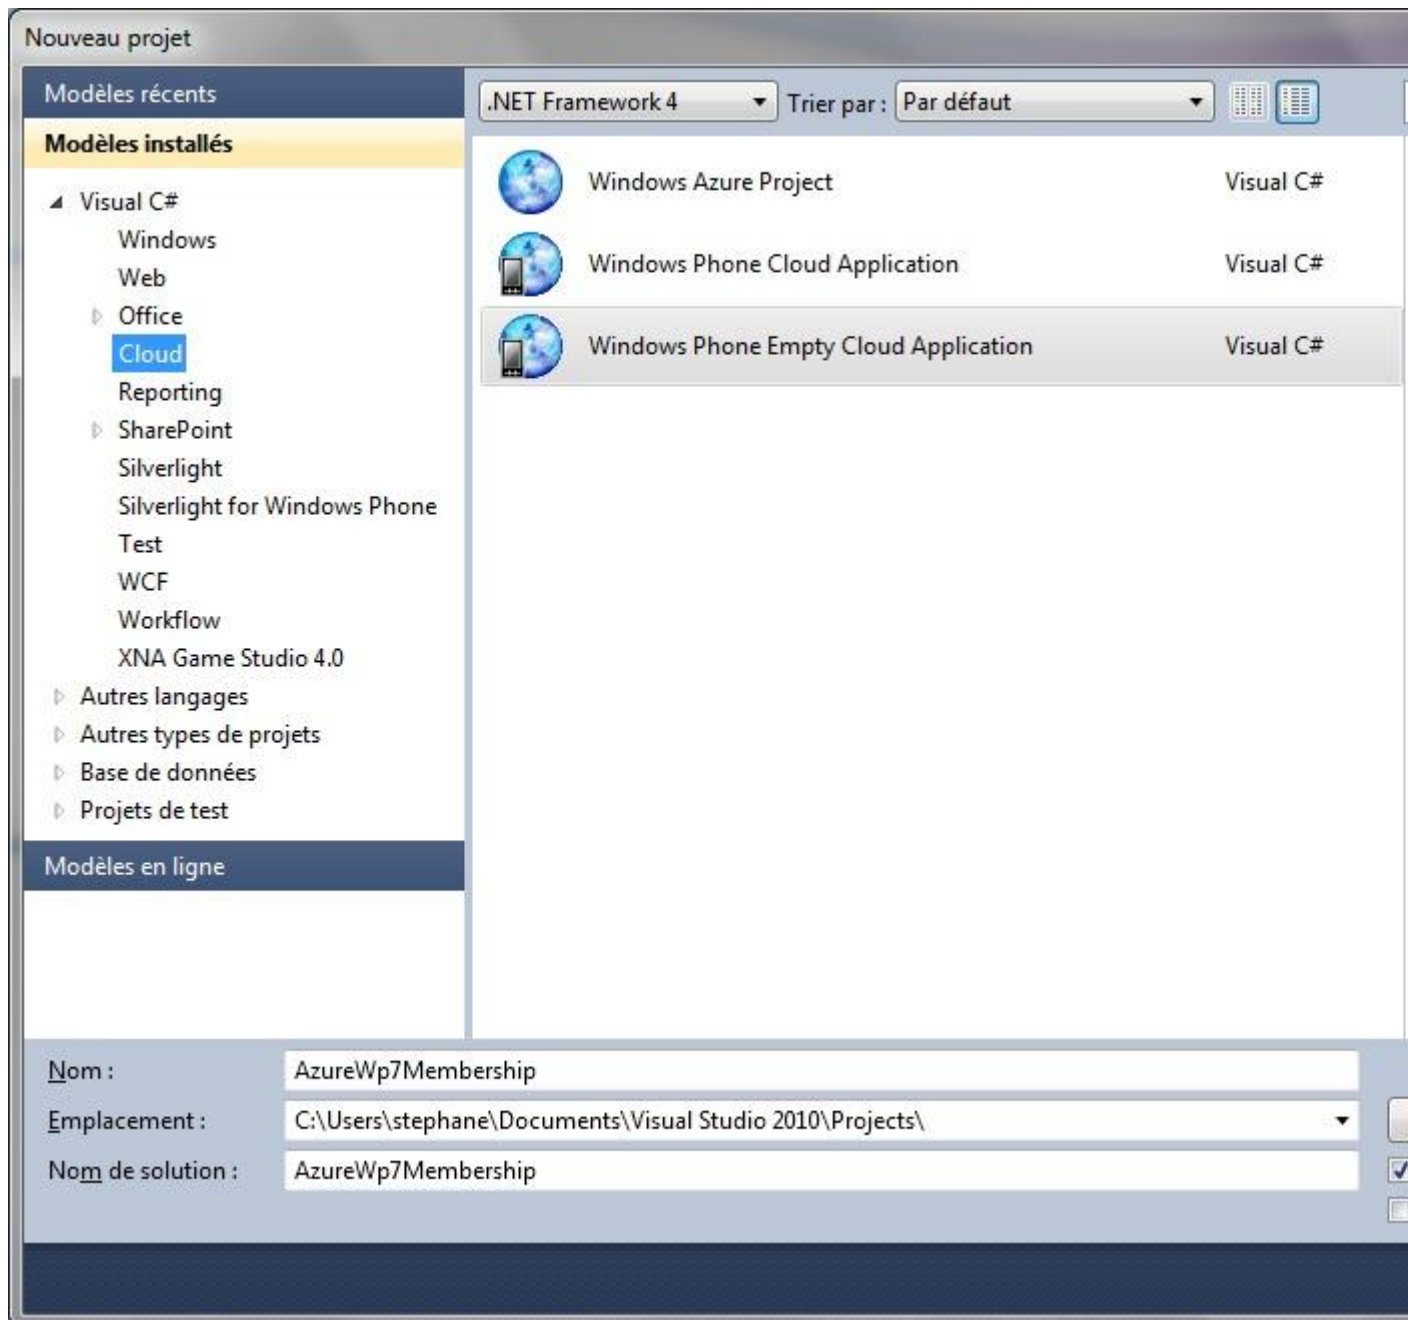 Nouveau projet
Modèles récents
Modèles installés
Visual C#
Windows
Web
Office
Cloud
Reporting
SharePoint
Silverlight
Silverlight for Windows Phone
Test
WCF
Workflow
XNA Game Studio 4.0
Autres langages
Autres types de projets
Base de données
Projets de test
Modèles en ligne
.NET Framework 4 Trier par : Par défaut
Windows Azure Project Visual C#
Windows Phone Cloud Application Visual C#
Windows Phone Empty Cloud Application Visual C#
Nom : AzureWp7Membership
Emplacement : C:\Users\stephane\Documents\Visual Studio 2010\Projects\
Nom de solution : AzureWp7Membership